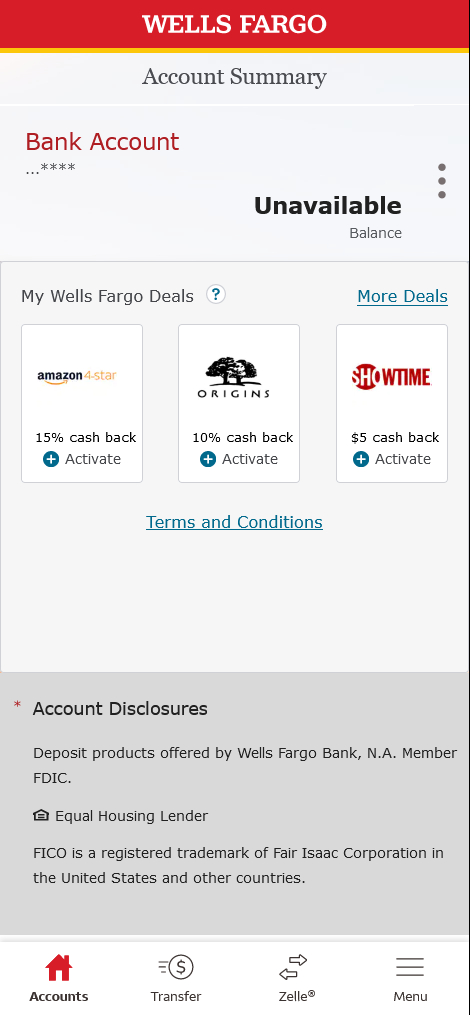 WELLS FARGO
Account Summary
Bank Account
...****
Unavailable
Balance
My Wells Fargo Deals ?
More Deals
amazon 4-star
15% cash back
Activate
ORIGINS
10% cash back
Activate
SHOWTIME
$5 cash back
Activate
Terms and Conditions
* Account Disclosures
Deposit products offered by Wells Fargo Bank, N.A. Member
FDIC.
Equal Housing Lender
FICO is a registered trademark of Fair Isaac Corporation in
the United States and other countries.
Accounts
Transfer
Zelle®
Menu